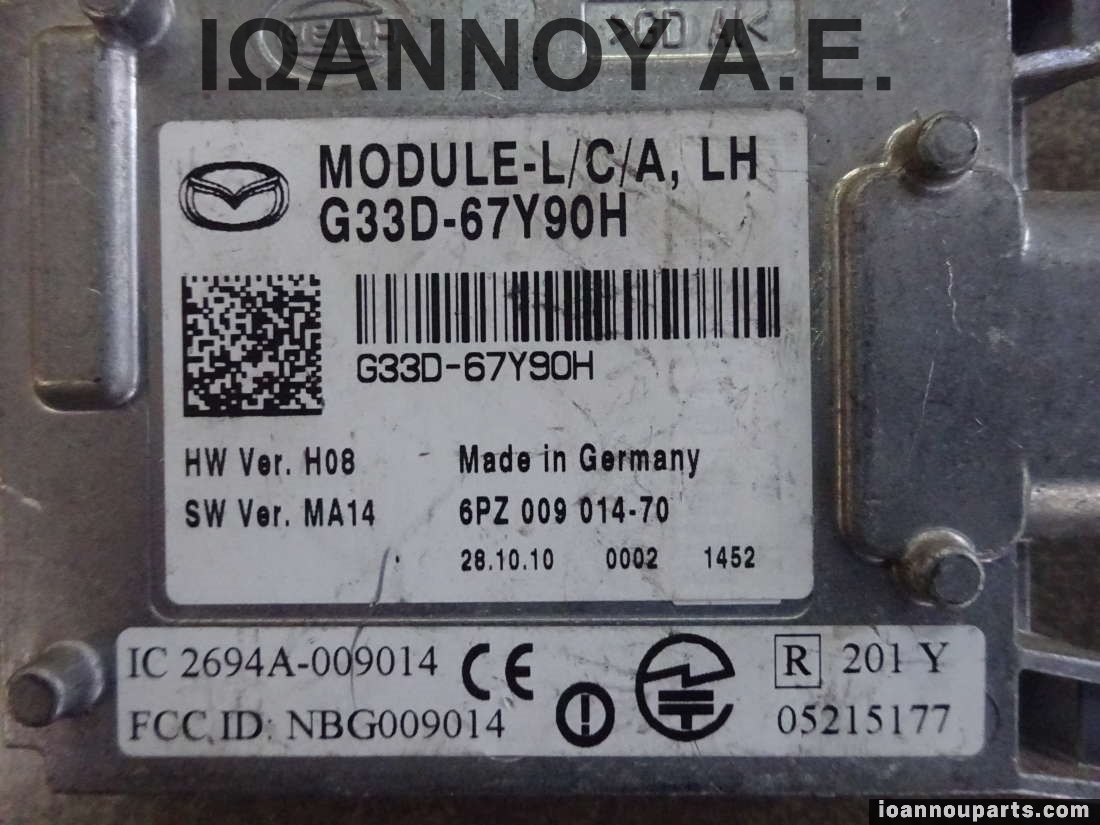 ΙΩΑΝΝΟΥ Α.Ε.
MODULE-L/C/A, LH
G33D-67Y90H
G33D-67Y90H
HW Ver. H08 Made in Germany
SW Ver. MA14 6PZ 009 014-70
28.10.10 0002 1452
IC 2694A-009014 CE R 201 Y
FCC ID: NBG009014 05215177
ioannouparts.com